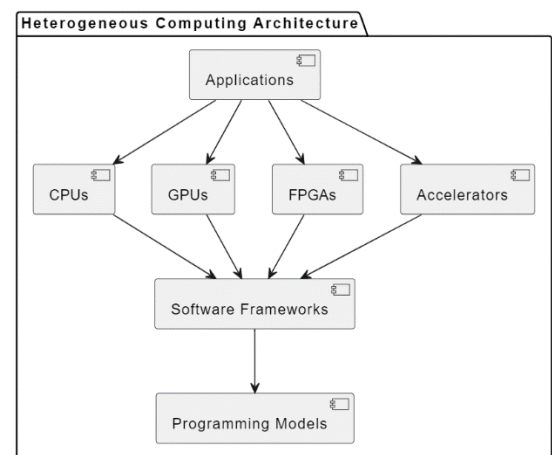 Heterogeneous Computing Architecture
Applications
CPUs
GPUs
FPGAs
Accelerators
Software Frameworks
Programming Models